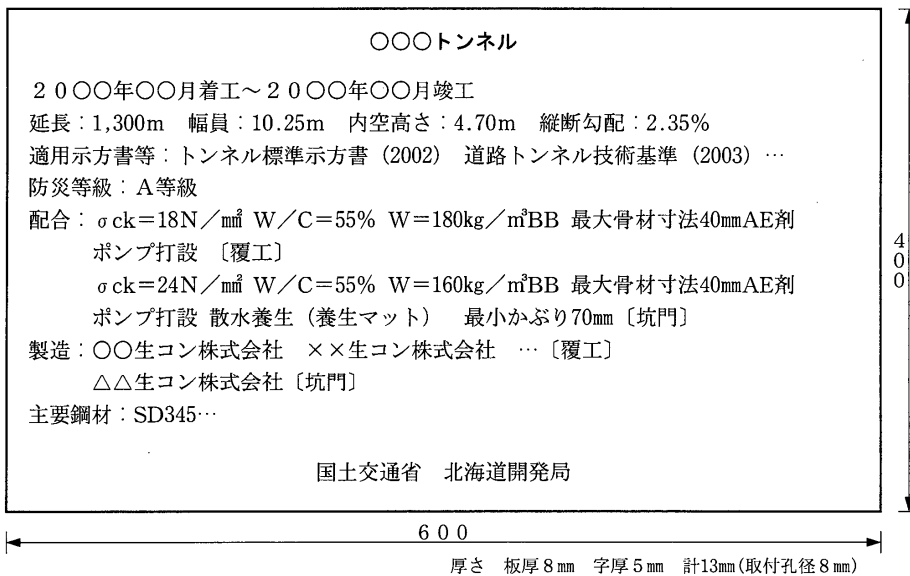 ○○○トンネル
２０○○年○○月着工～２０○○年○○月竣工
延長：1,300m　幅員：10.25m　内空高さ：4.70m　縦断勾配：2.35%
適用示方書等：トンネル標準示方書（2002）　道路トンネル技術基準（2003）…
防災等級：A等級
配合：σck＝18N／㎟ W／C＝55% W＝180kg／㎥BB 最大骨材寸法40㎜AE剤
ポンプ打設 〔覆工〕
σck＝24N／㎟ W／C＝55% W＝160kg／㎥BB 最大骨材寸法40㎜AE剤
ポンプ打設 散水養生（養生マット）　最小かぶり70㎜〔坑門〕
製造：○○生コン株式会社　××生コン株式会社　…〔覆工〕
△△生コン株式会社〔坑門〕
主要鋼材：SD345…
国土交通省　北海道開発局
400
600
厚さ　板厚８㎜　字厚５㎜　計13㎜(取付孔径８㎜)